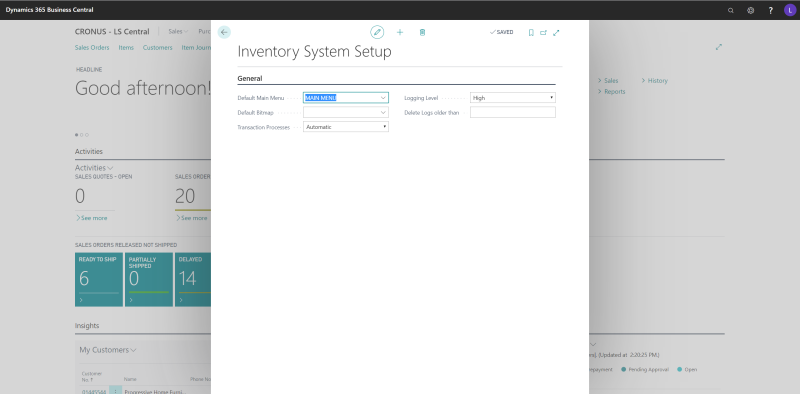 Dynamics 365 Business Central
?
L
CRONUS - LS Central
Sales
Purc
Sales Orders
Items
Customers
Item Journ
SAVED
Inventory System Setup
General
Default Main Menu
MAIN MENU
Default Bitmap
Transaction Processes
Automatic
Logging Level
High
Delete Logs older than
HEADLINE
Good afternoon!
Sales
History
Reports
Activities
Activities
SALES QUOTES - OPEN
SALES ORDER
0
20
See more
See more
SALES ORDERS RELEASED NOT SHIPPED
READY TO SHIP
PARTIALLY
SHIPPED
DELAYED
6
0
14
Insights
My Customers
(Updated at 2:20:25 PM.)
Pending Approval
Open
Customer
No. ↑
Name
Phone No
01445544
Progressive Home Furnis